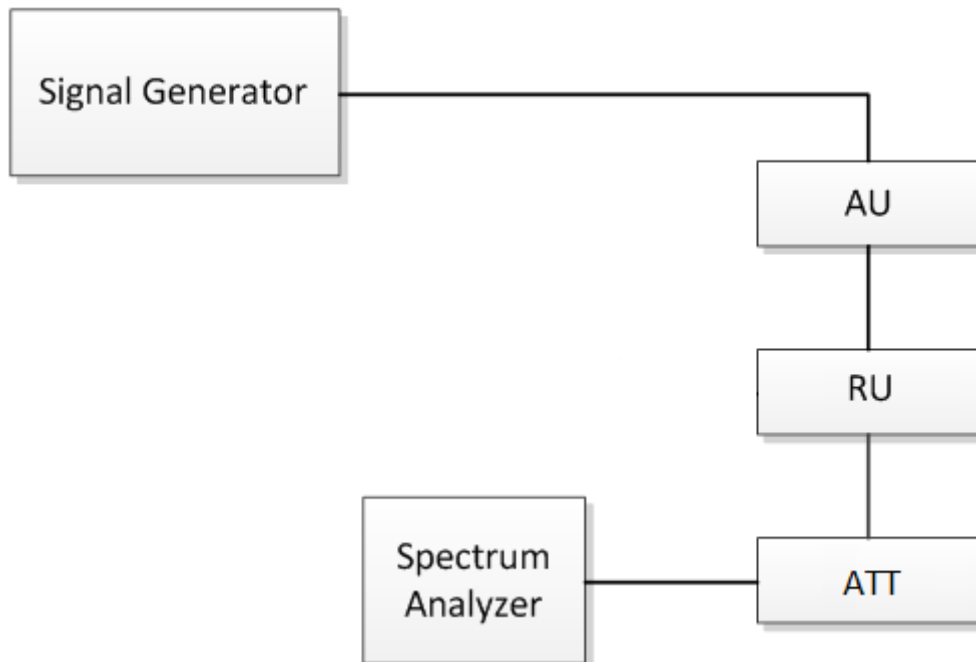 Signal Generator
AU
RU
Spectrum
Analyzer
ATT